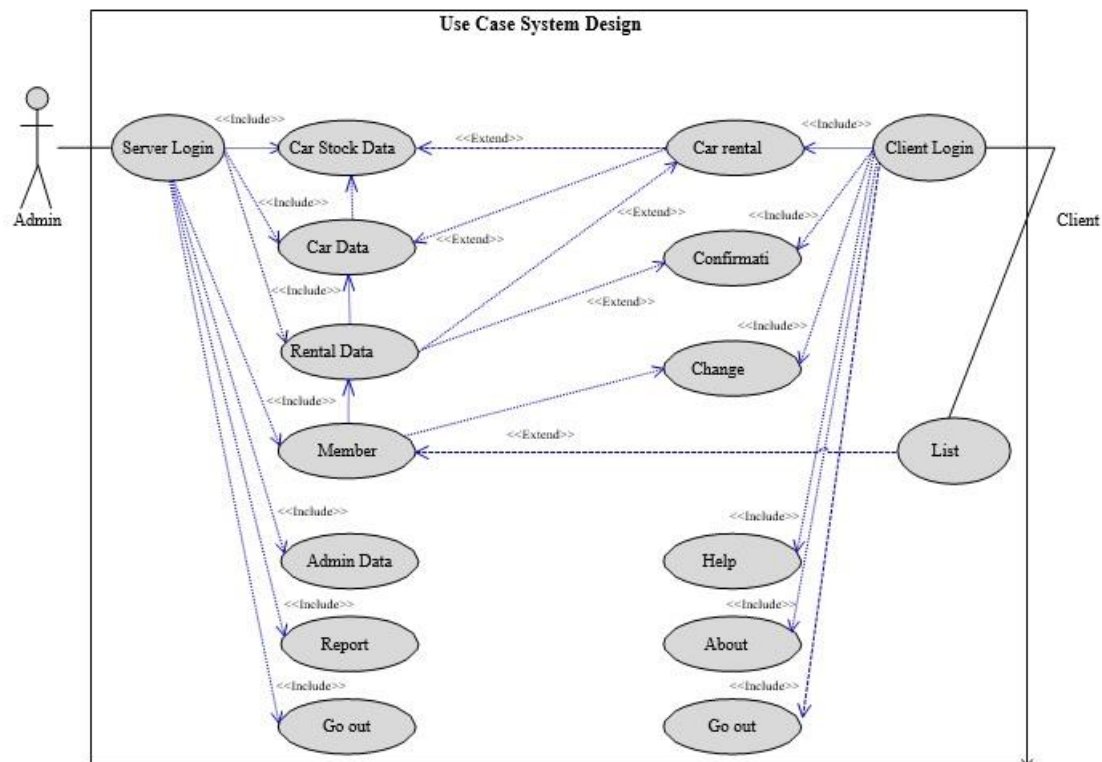 Use Case System Design
<<Include>>
<<Extend>>
<<Include>>
Server Login
Car Stock Data
Car rental
Client Login
Admin
Client
<<Include>>
<<Extend>>
<<Include>>
Car Data
<<Extend>>
Confirmati
<<Include>>
<<Extend>>
<<Include>>
Rental Data
Change
<<Include>>
<<Extend>>
Member
List
<<Include>>
<<Include>>
Admin Data
Help
<<Include>>
<<Include>>
Report
About
<<Include>>
<<Include>>
Go out
Go out